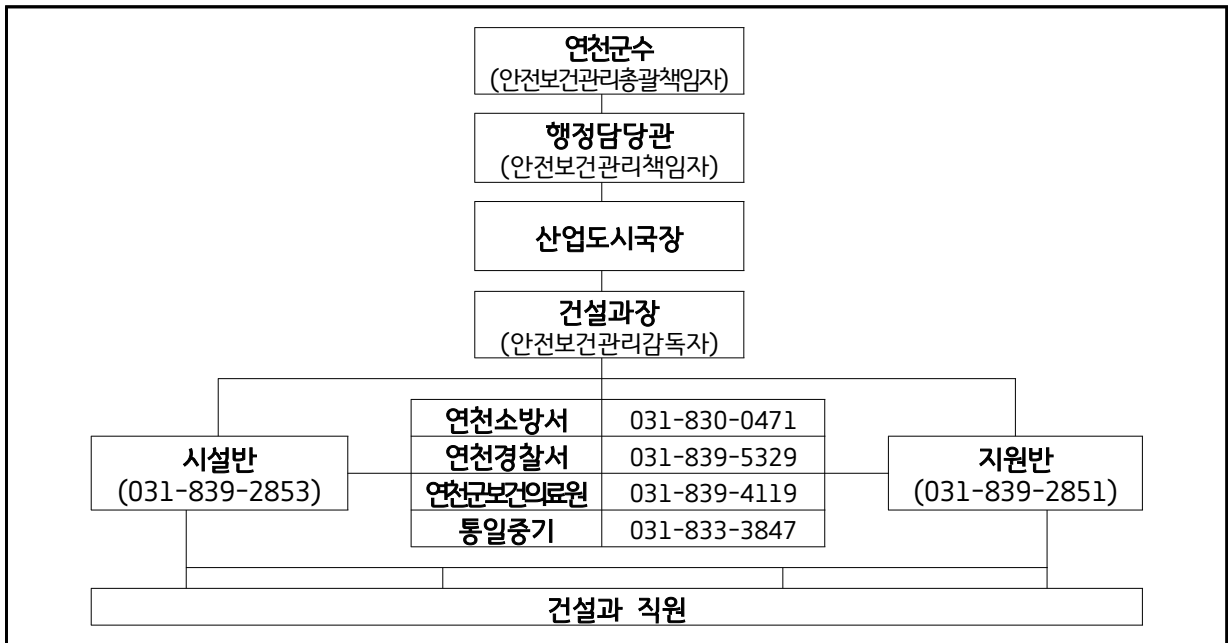 연천군수
(안전보건관리총괄책임자)
행정담당관
(안전보건관리책임자)
산업도시국장
건설과장
(안전보건관리감독자)
시설반
(031-839-2853)
연천소방서 031-830-0471
연천경찰서 031-839-5329
연천군보건의료원 031-839-4119
통일중기 031-833-3847
지원반
(031-839-2851)
건설과 직원